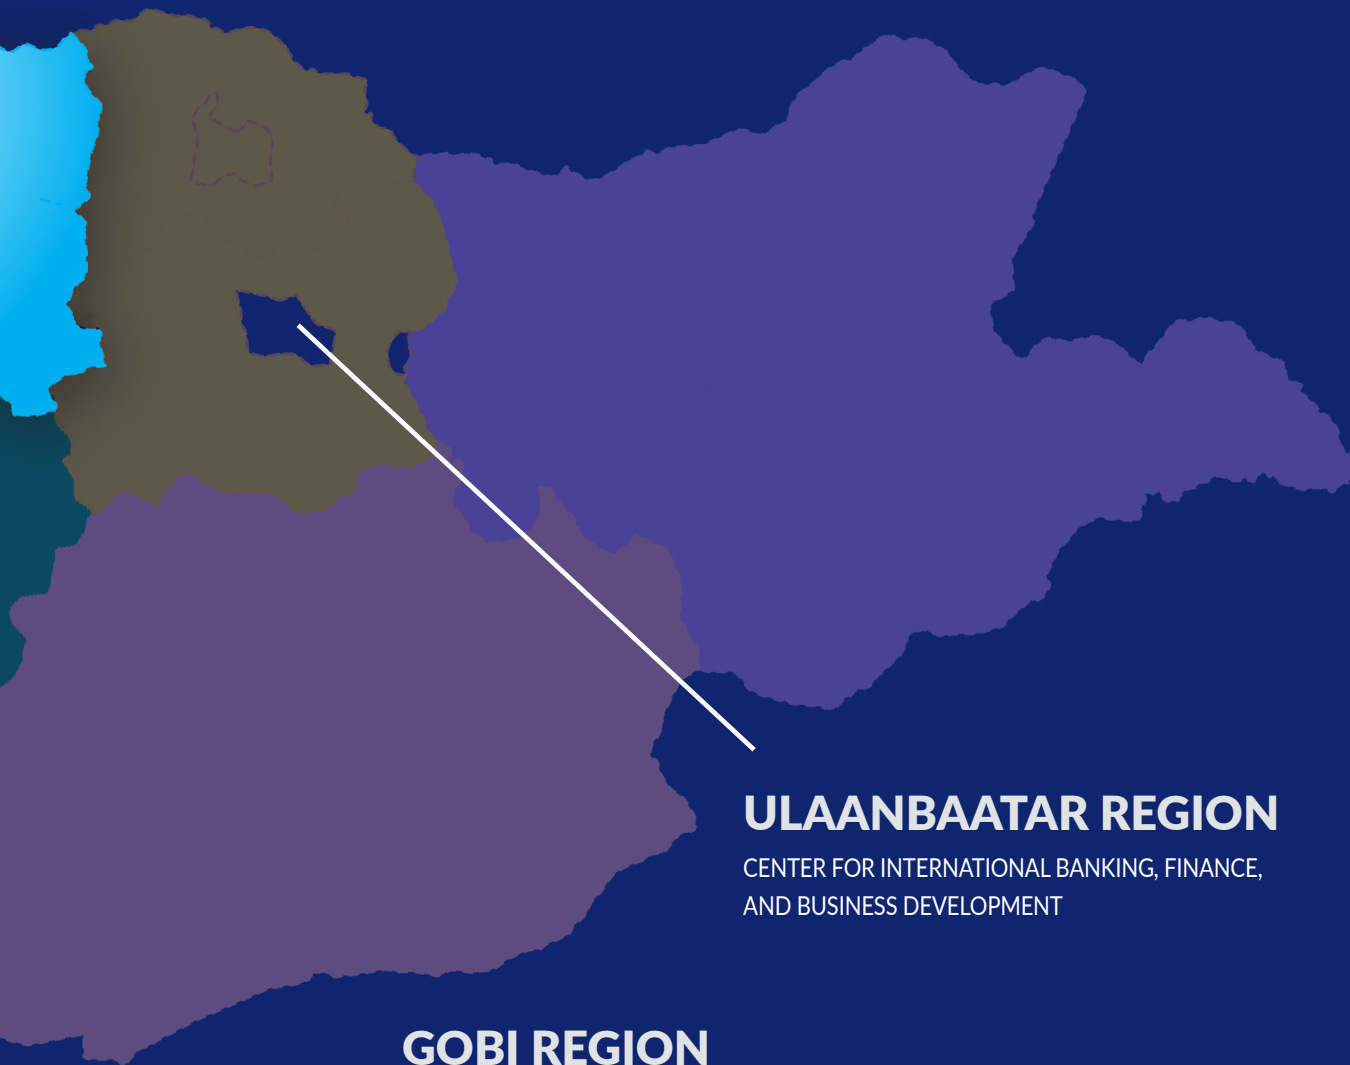 ULAANBAATAR REGION
CENTER FOR INTERNATIONAL BANKING, FINANCE,
AND BUSINESS DEVELOPMENT
GOBI REGION